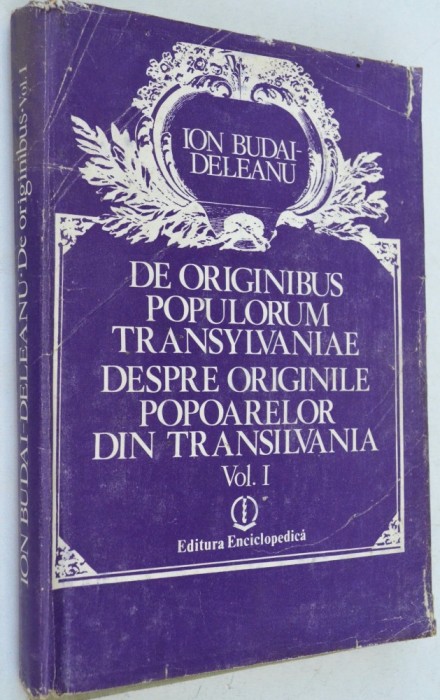 ION BUDAI-DELEANU·De originibus·Vol.I
ION BUDAI-
DELEANU
DE ORIGINIBUS
POPULORUM
TRANSYLVANIAE
DESPRE ORIGINILE
POPOARELOR
DIN TRANSILVANIA
Vol. I
Editura Enciclopedică